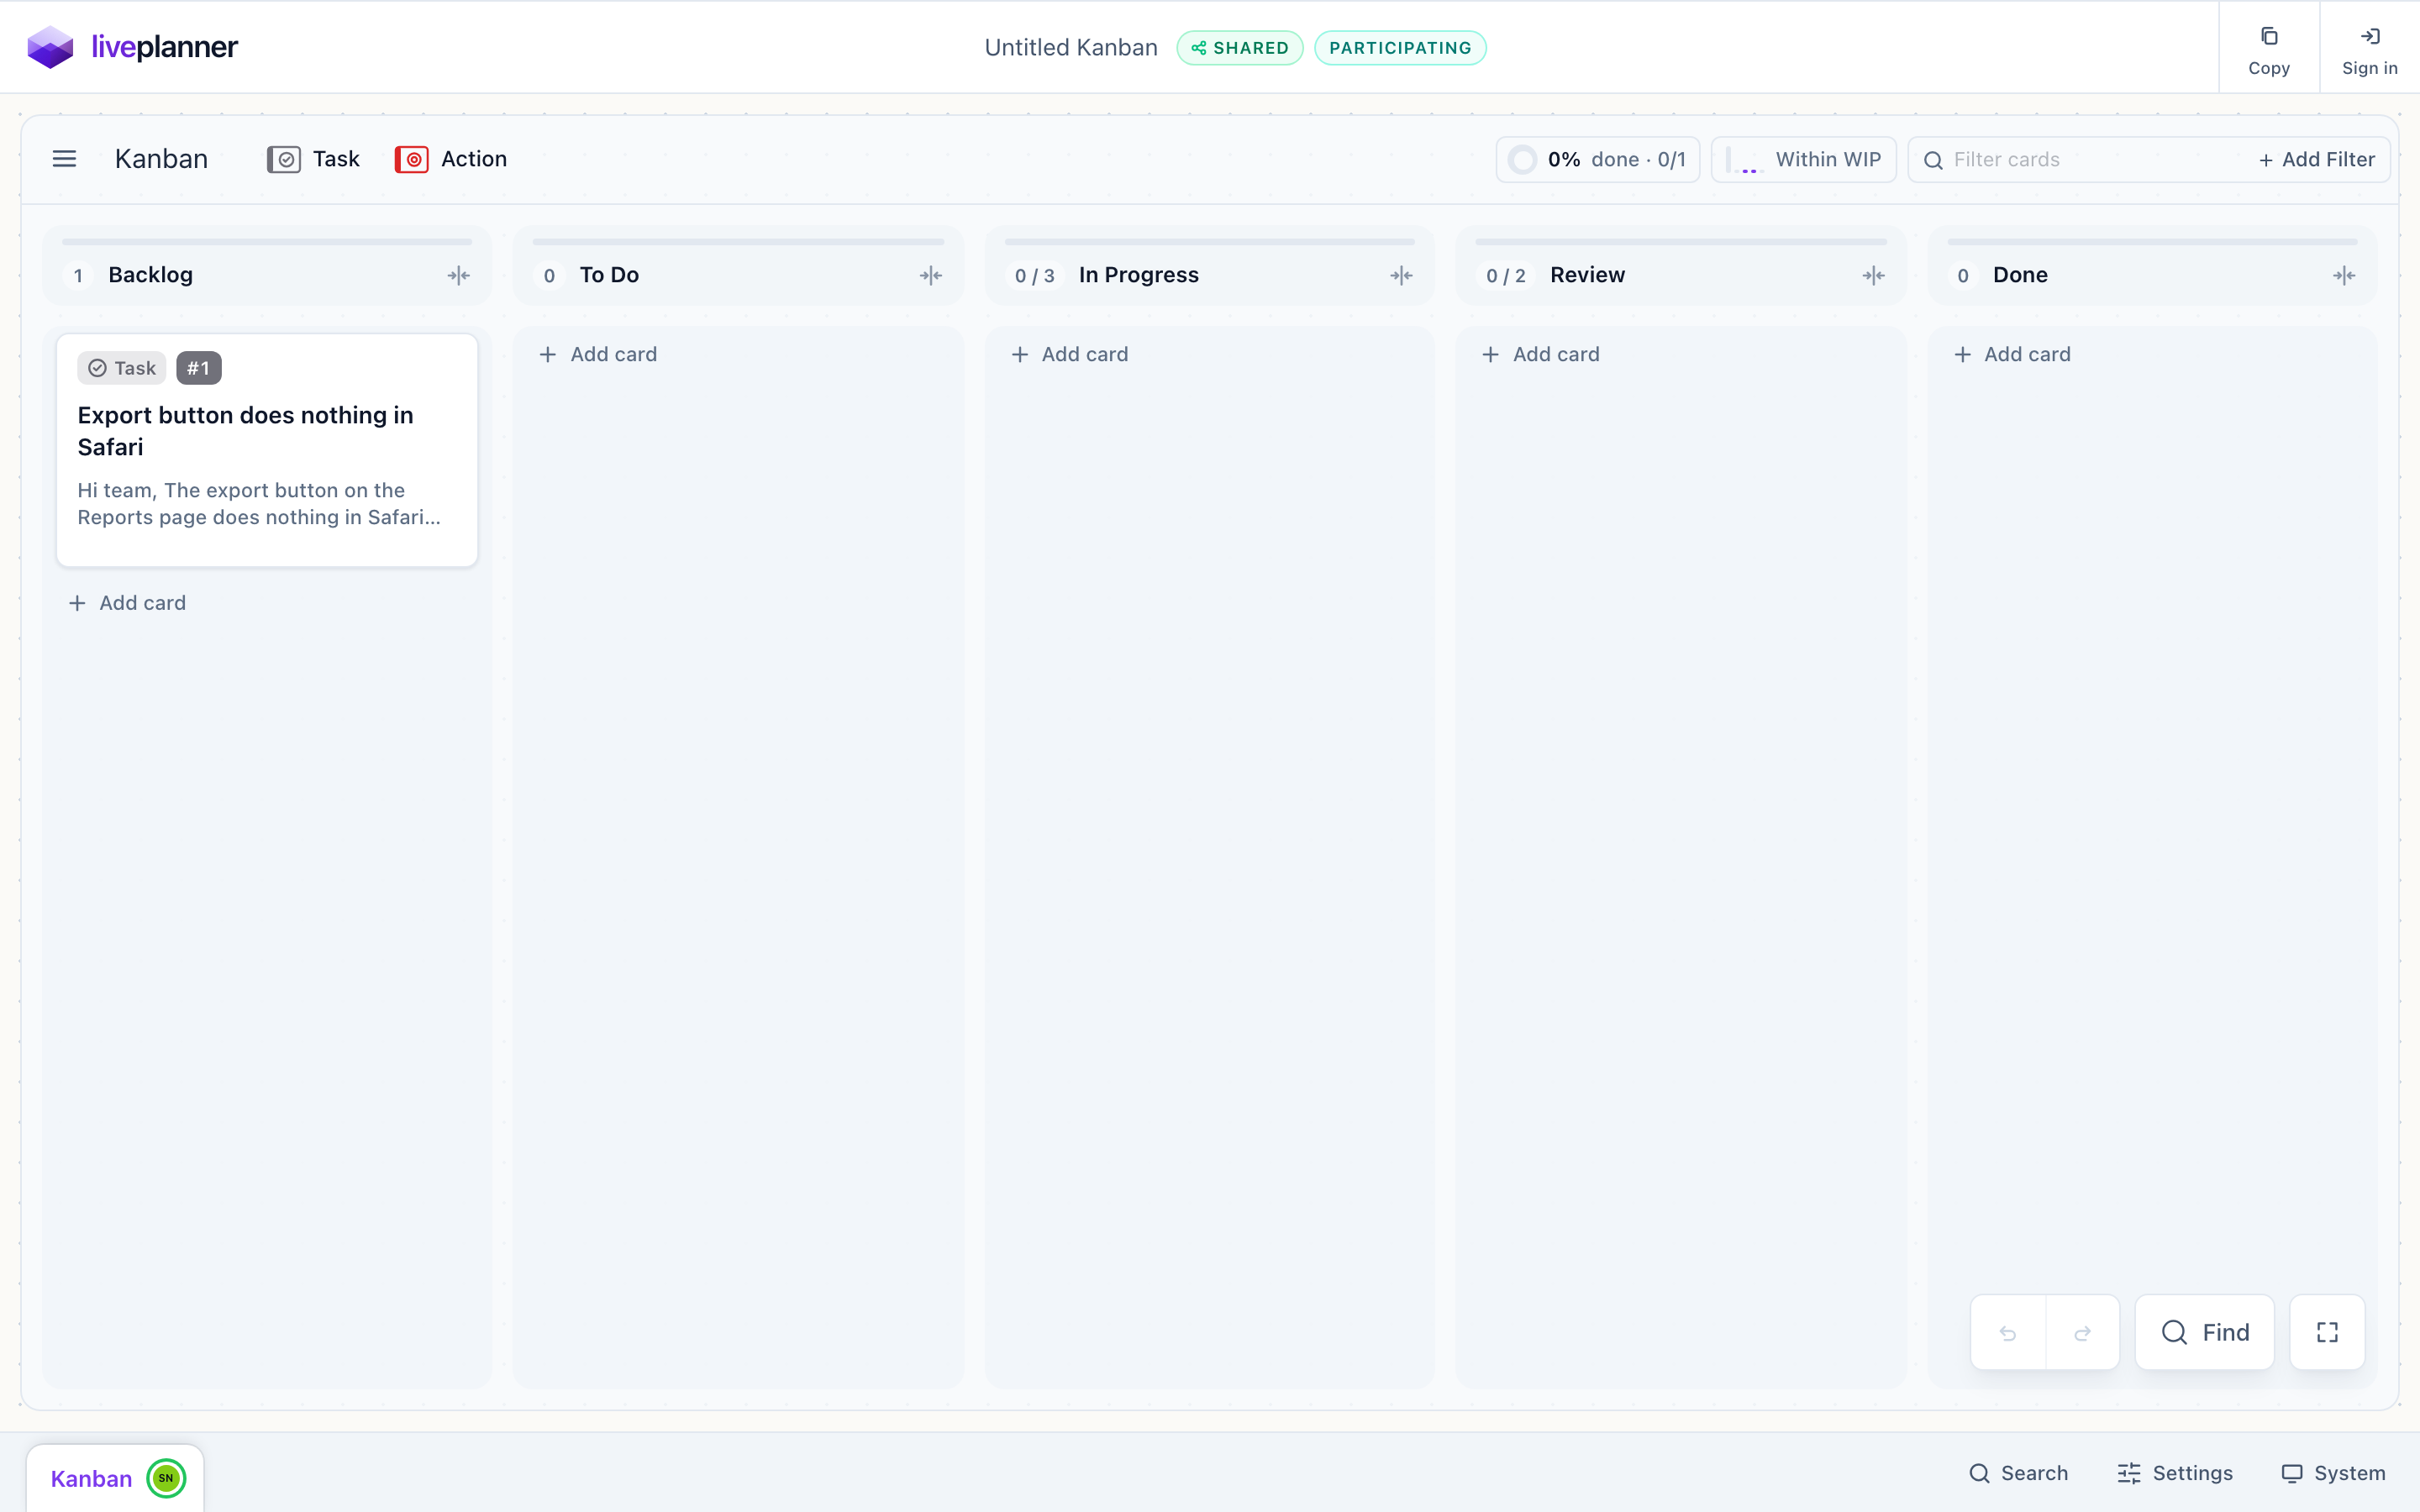 liveplanner
Untitled Kanban SHARED PARTICIPATING
Copy
Sign in
Kanban Task Action
0% done · 0/1 Within WIP Filter cards + Add Filter
1 Backlog
0 To Do
0 / 3 In Progress
0 / 2 Review
0 Done
Task #1
Export button does nothing in
Safari
Hi team, The export button on the
Reports page does nothing in Safari...
+ Add card
+ Add card
+ Add card
+ Add card
+ Add card
Find
Kanban SN
Search Settings System